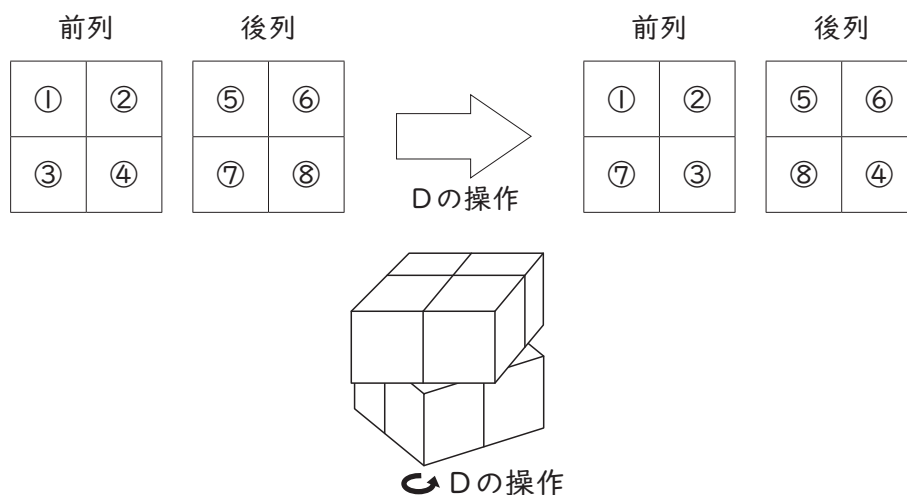 前列 後列 前列 後列
① ② ⑤ ⑥ ① ② ⑤ ⑥
③ ④ ⑦ ⑧ ⑦ ③ ⑧ ④
Dの操作
Dの操作